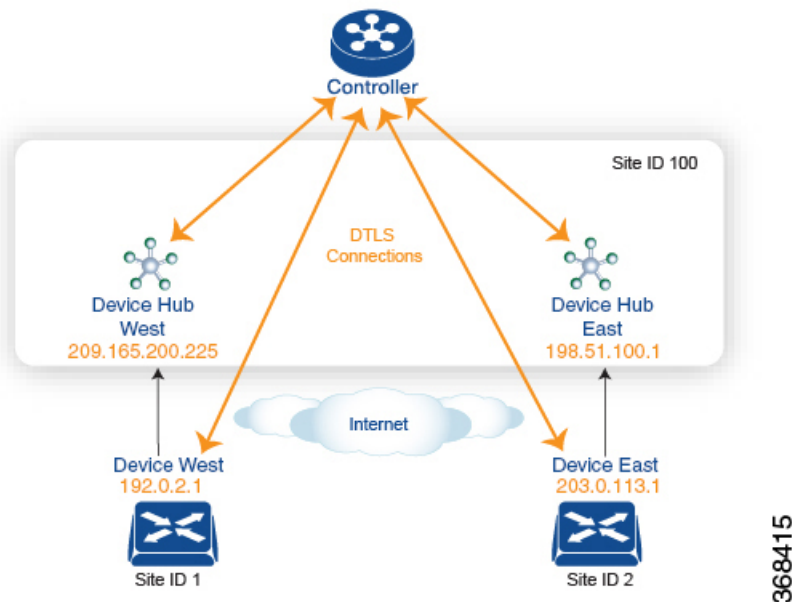 Controller
Site ID 100
DTLS
Connections
Device Hub
West
209.165.200.225
Device Hub
East
198.51.100.1
Internet
Device West
192.0.2.1
Site ID 1
Device East
203.0.113.1
Site ID 2
368415